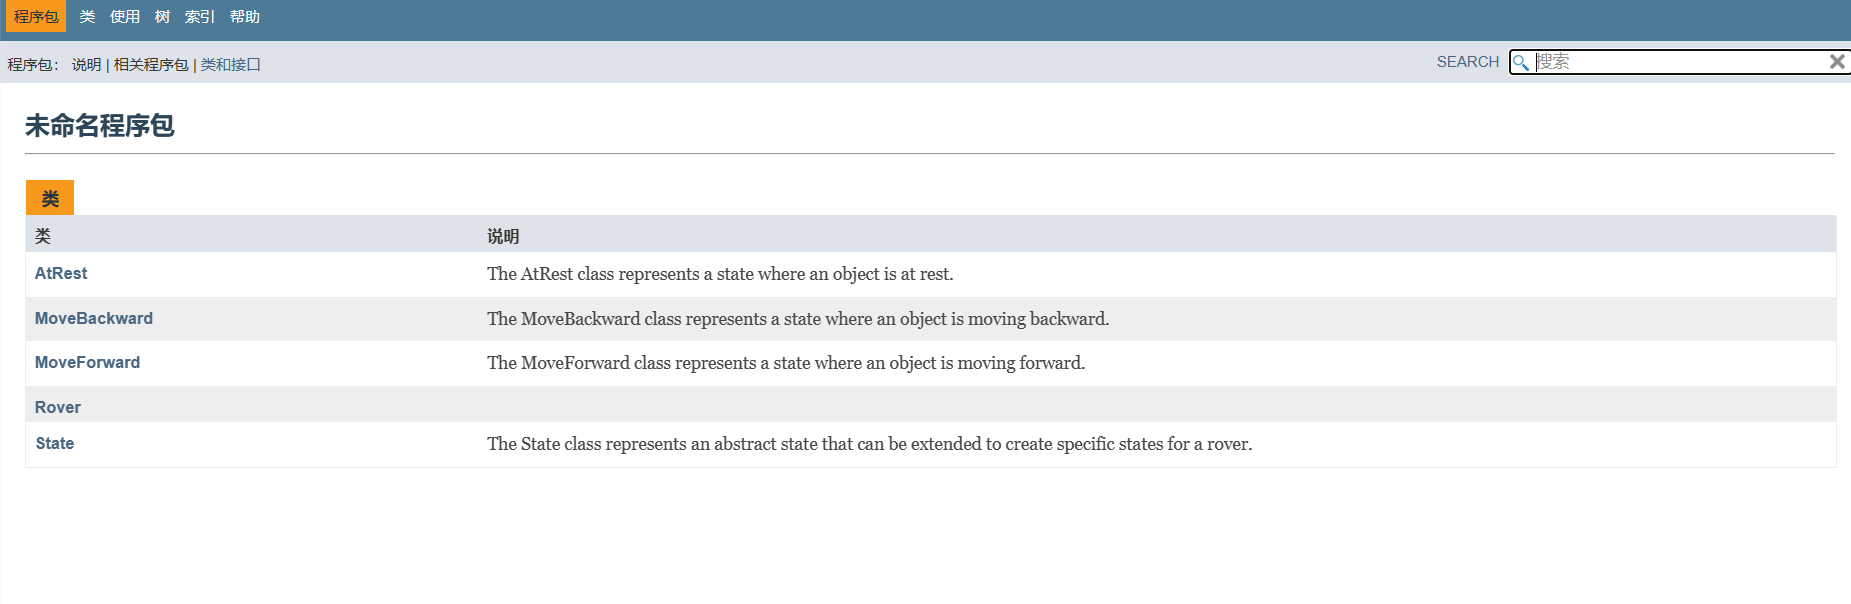 程序包 类 使用 树 索引 帮助
程序包： 说明 | 相关程序包 | 类和接口 SEARCH 搜索
未命名程序包
类
类 说明
AtRest The AtRest class represents a state where an object is at rest.
MoveBackward The MoveBackward class represents a state where an object is moving backward.
MoveForward The MoveForward class represents a state where an object is moving forward.
Rover
State The State class represents an abstract state that can be extended to create specific states for a rover.